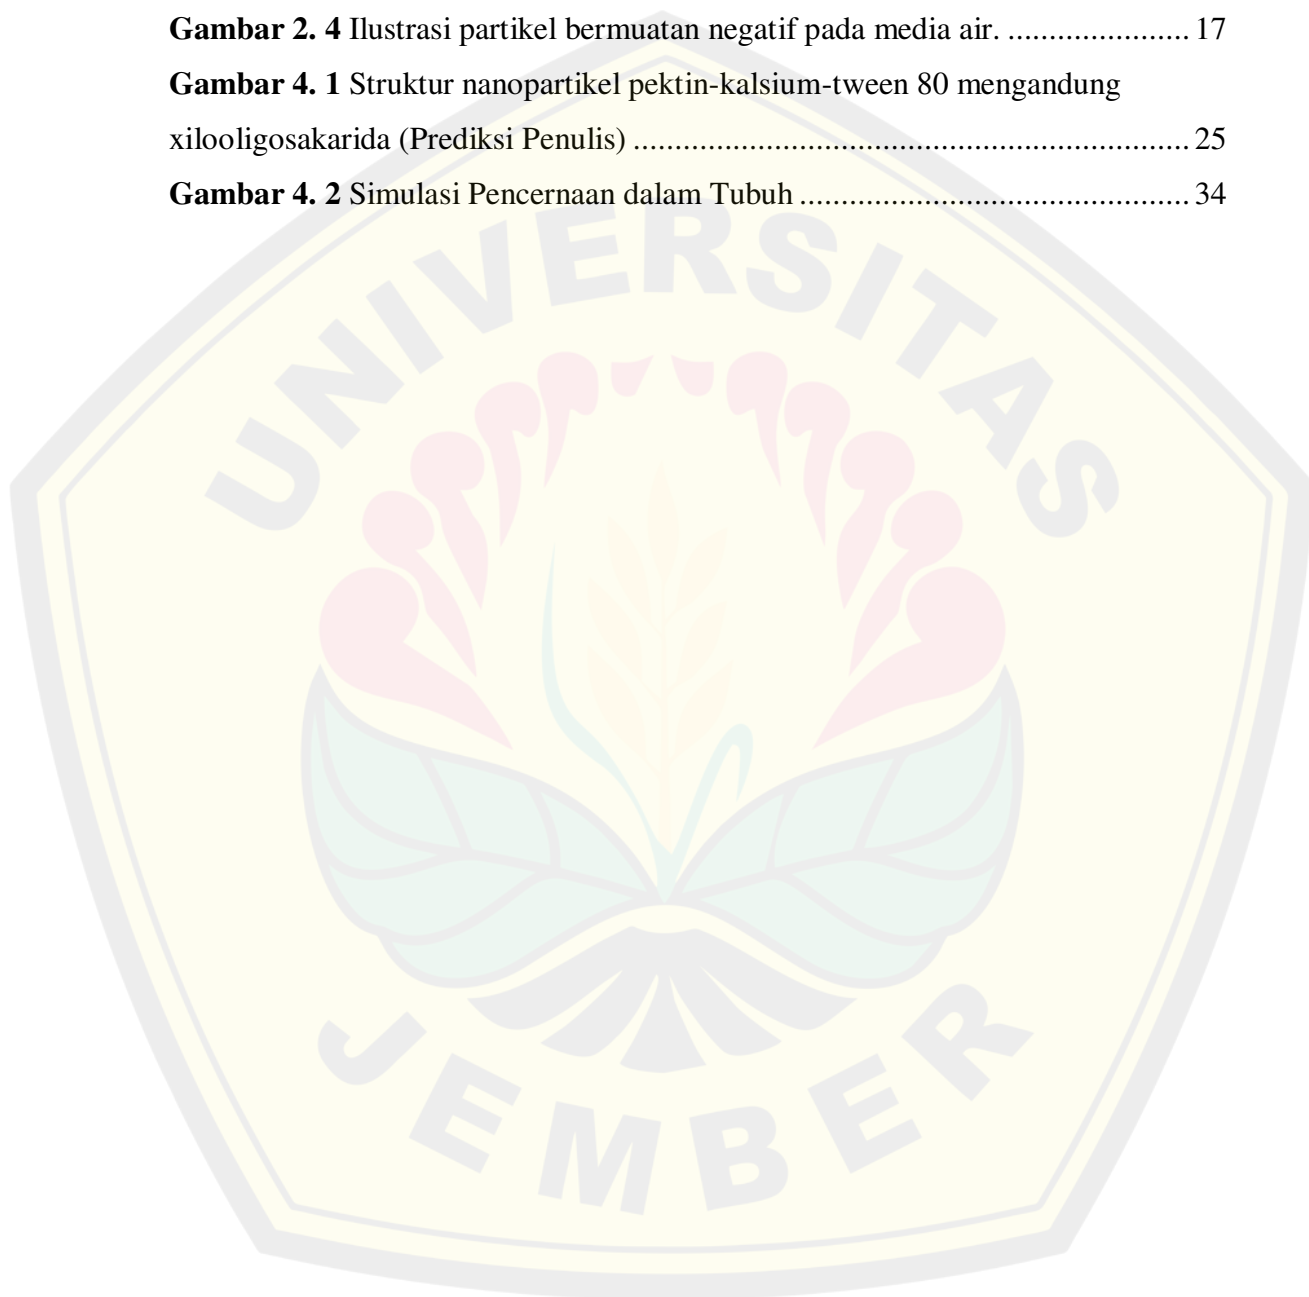 Gambar 2. 4 Ilustrasi partikel bermuatan negatif pada media air. ...................... 17
Gambar 4. 1 Struktur nanopartikel pektin-kalsium-tween 80 mengandung
xilooligosakarida (Prediksi Penulis) .................................................................... 25
Gambar 4. 2 Simulasi Pencernaan dalam Tubuh ................................................ 34
UNIVERSITAS
JEMBER